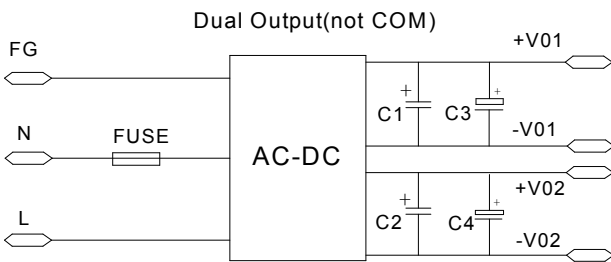 Dual Output(not COM)
FG
+V01
C1
+
C3
+
N
FUSE
AC-DC
-V01
+V02
L
C2
+
C4
+
-V02